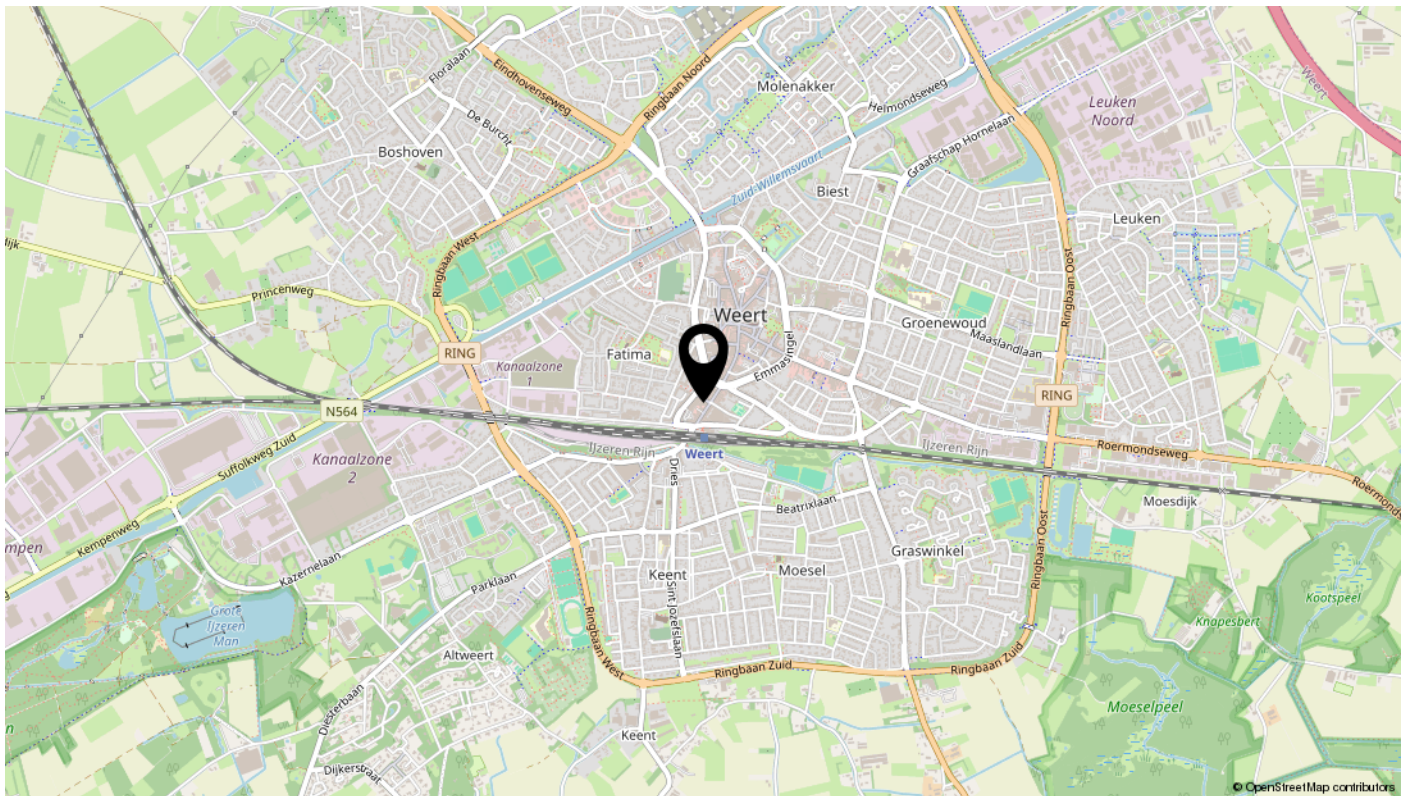 Floralaan
Eindhovenseweg
Ringbaan Noord
Molenakker
Helmondseweg
Leuken
Noord
Weert
De Burcht
Boshoven
Graafschap Hornelaan
Zuid-Willemsvaart
Biest
Leuken
Ringbaan West
Ringbaan Oost
Princenweg
Weert
Groenewoud
Maaslandlaan
RING
Fatima
Kanaalzone
1
Emmasingel
RING
N564
IJzeren Rijn
Weert
IJzeren Rijn
Roermondseweg
Suffolkweg Zuid
Kanaalzone
2
Dries
Moesdijk
Beatrixlaan
Kempenweg
Graswinkel
Kazernelaan
Parklaan
Keent
Moesel
Ringbaan Oost
Grote
IJzeren
Man
Sint Jozefslaan
Kootspeel
Knapesbert
Ringbaan West
Altweert
Ringbaan Zuid
Ringbaan Zuid
Diesterbaan
Moeselpeel
Keent
Dijkerstraat
© OpenStreetMap contributors